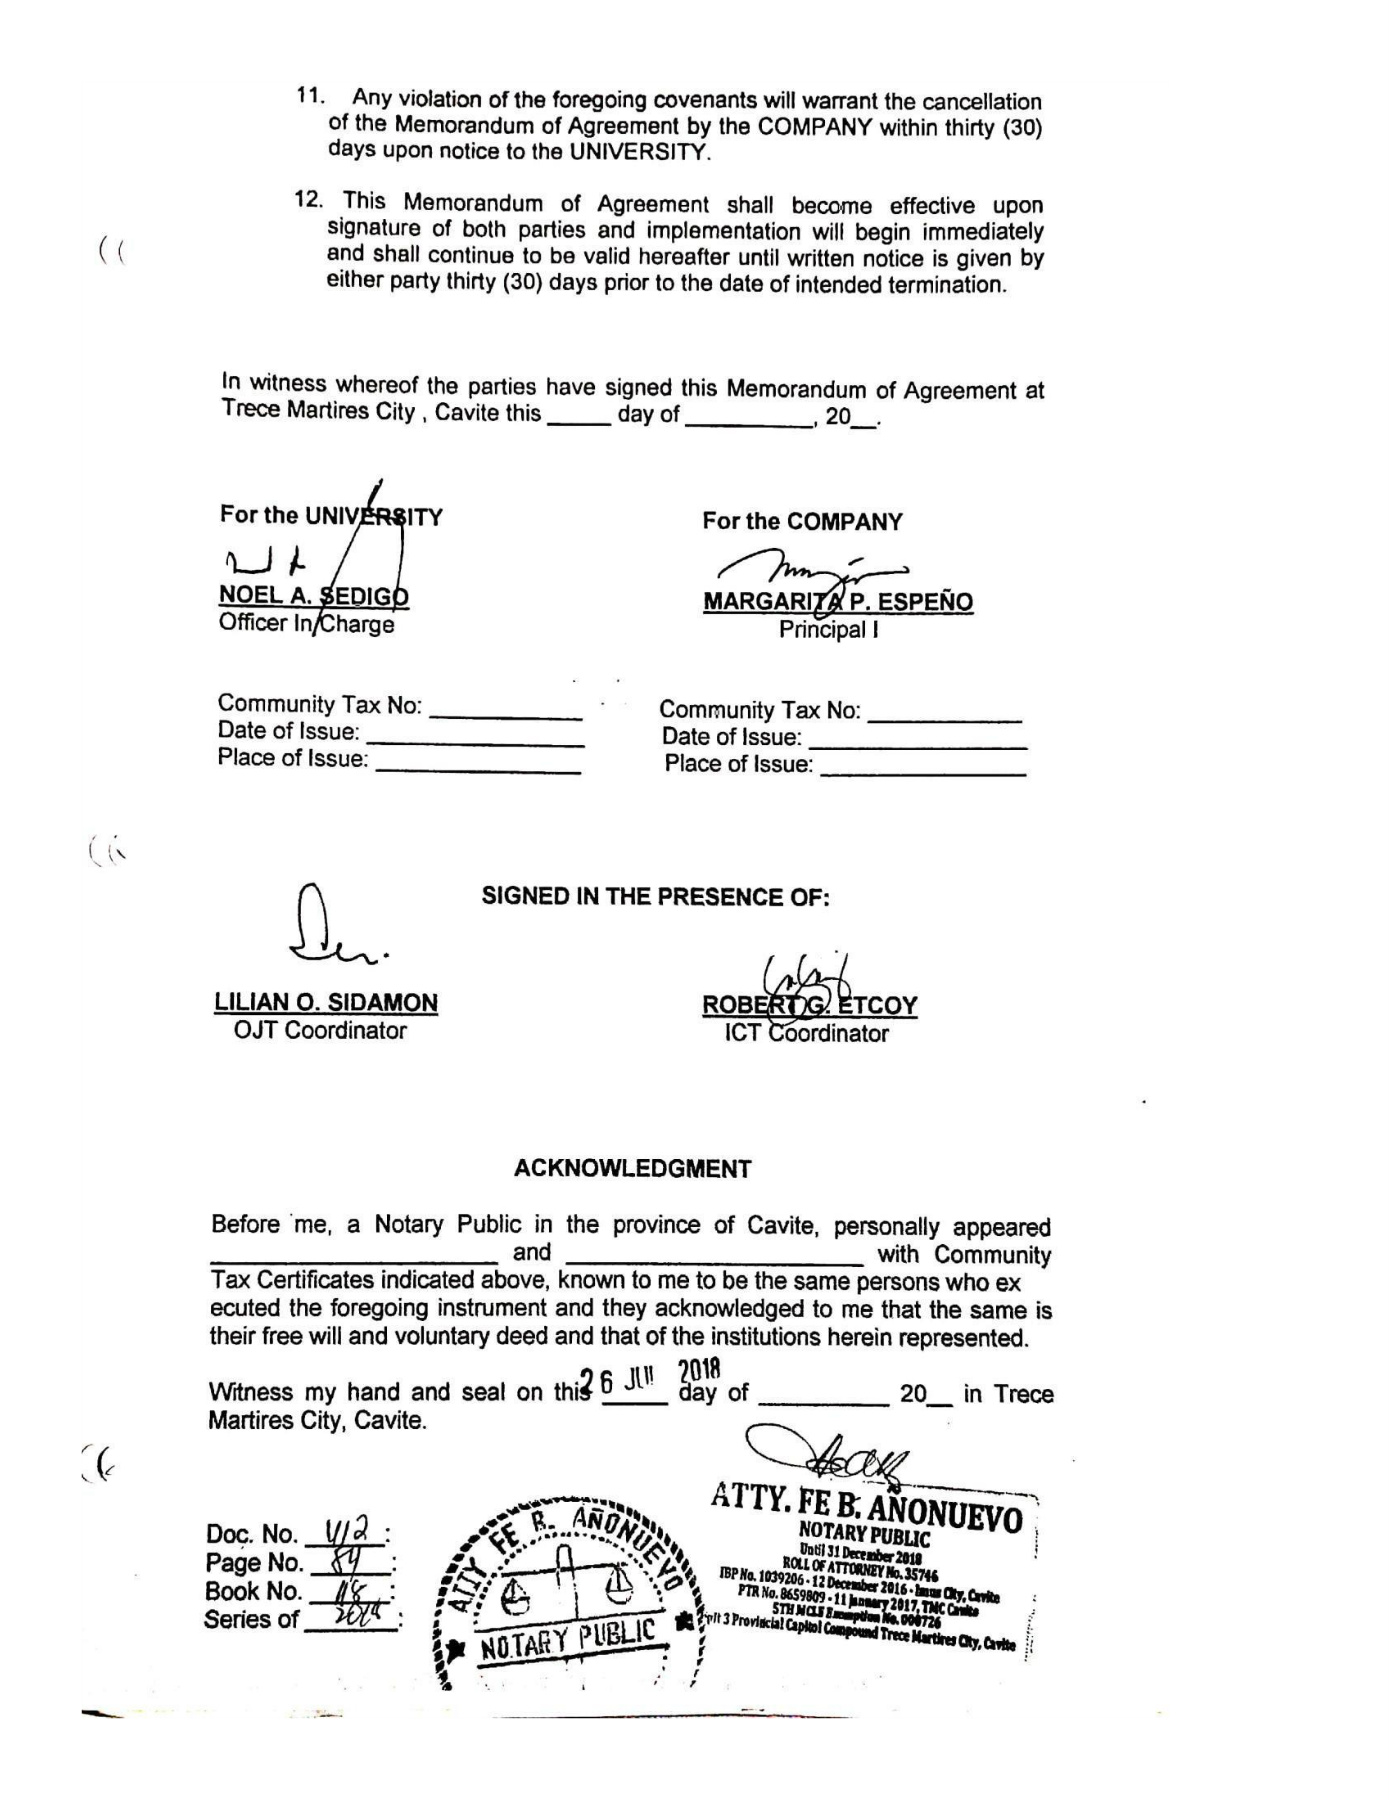 11. Any violation of the foregoing covenants will warrant the cancellation
of the Memorandum of Agreement by the COMPANY within thirty (30)
days upon notice to the UNIVERSITY.
12. This Memorandum of Agreement shall become effective upon
signature of both parties and implementation will begin immediately
and shall continue to be valid hereafter until written notice is given by
either party thirty (30) days prior to the date of intended termination.
In witness whereof the parties have signed this Memorandum of Agreement at
Trece Martires City , Cavite this _____ day of __________, 20__.
For the UNIVERSITY
NOEL A. SEDIGO
Officer In Charge
For the COMPANY
MARGARITA P. ESPEÑO
Principal I
Community Tax No: ____________
Date of Issue: _________________
Place of Issue: ________________
Community Tax No: ____________
Date of Issue: _________________
Place of Issue: ________________
SIGNED IN THE PRESENCE OF:
LILIAN O. SIDAMON
OJT Coordinator
ROBERT G. ETCOY
ICT Coordinator
ACKNOWLEDGMENT
Before me, a Notary Public in the province of Cavite, personally appeared
______________________ and ______________________ with Community
Tax Certificates indicated above, known to me to be the same persons who ex
ecuted the foregoing instrument and they acknowledged to me that the same is
their free will and voluntary deed and that of the institutions herein represented.
26 2018
Witness my hand and seal on this _____ day of __________ 20__ in Trece
Martires City, Cavite.
Doc. No. 412 :
Page No. 84 :
Book No. 118 :
Series of :
ATTY FE B. AÑONUEVO
NOTARY PUBLIC
ATTY. FE B. AÑONUEVO
NOTARY PUBLIC
Until 31 December 2018
ROLL OF ATTORNEY No. 35746
IBP No. 1039206 - 12 December 2016 - Imus City, Cavite
PTR No. 8659809 - 11 January 2017, TMC Cavite
5TH MCLE Exemption No. 000726
3 Provincial Capitol Compound Trece Martires City, Cavite